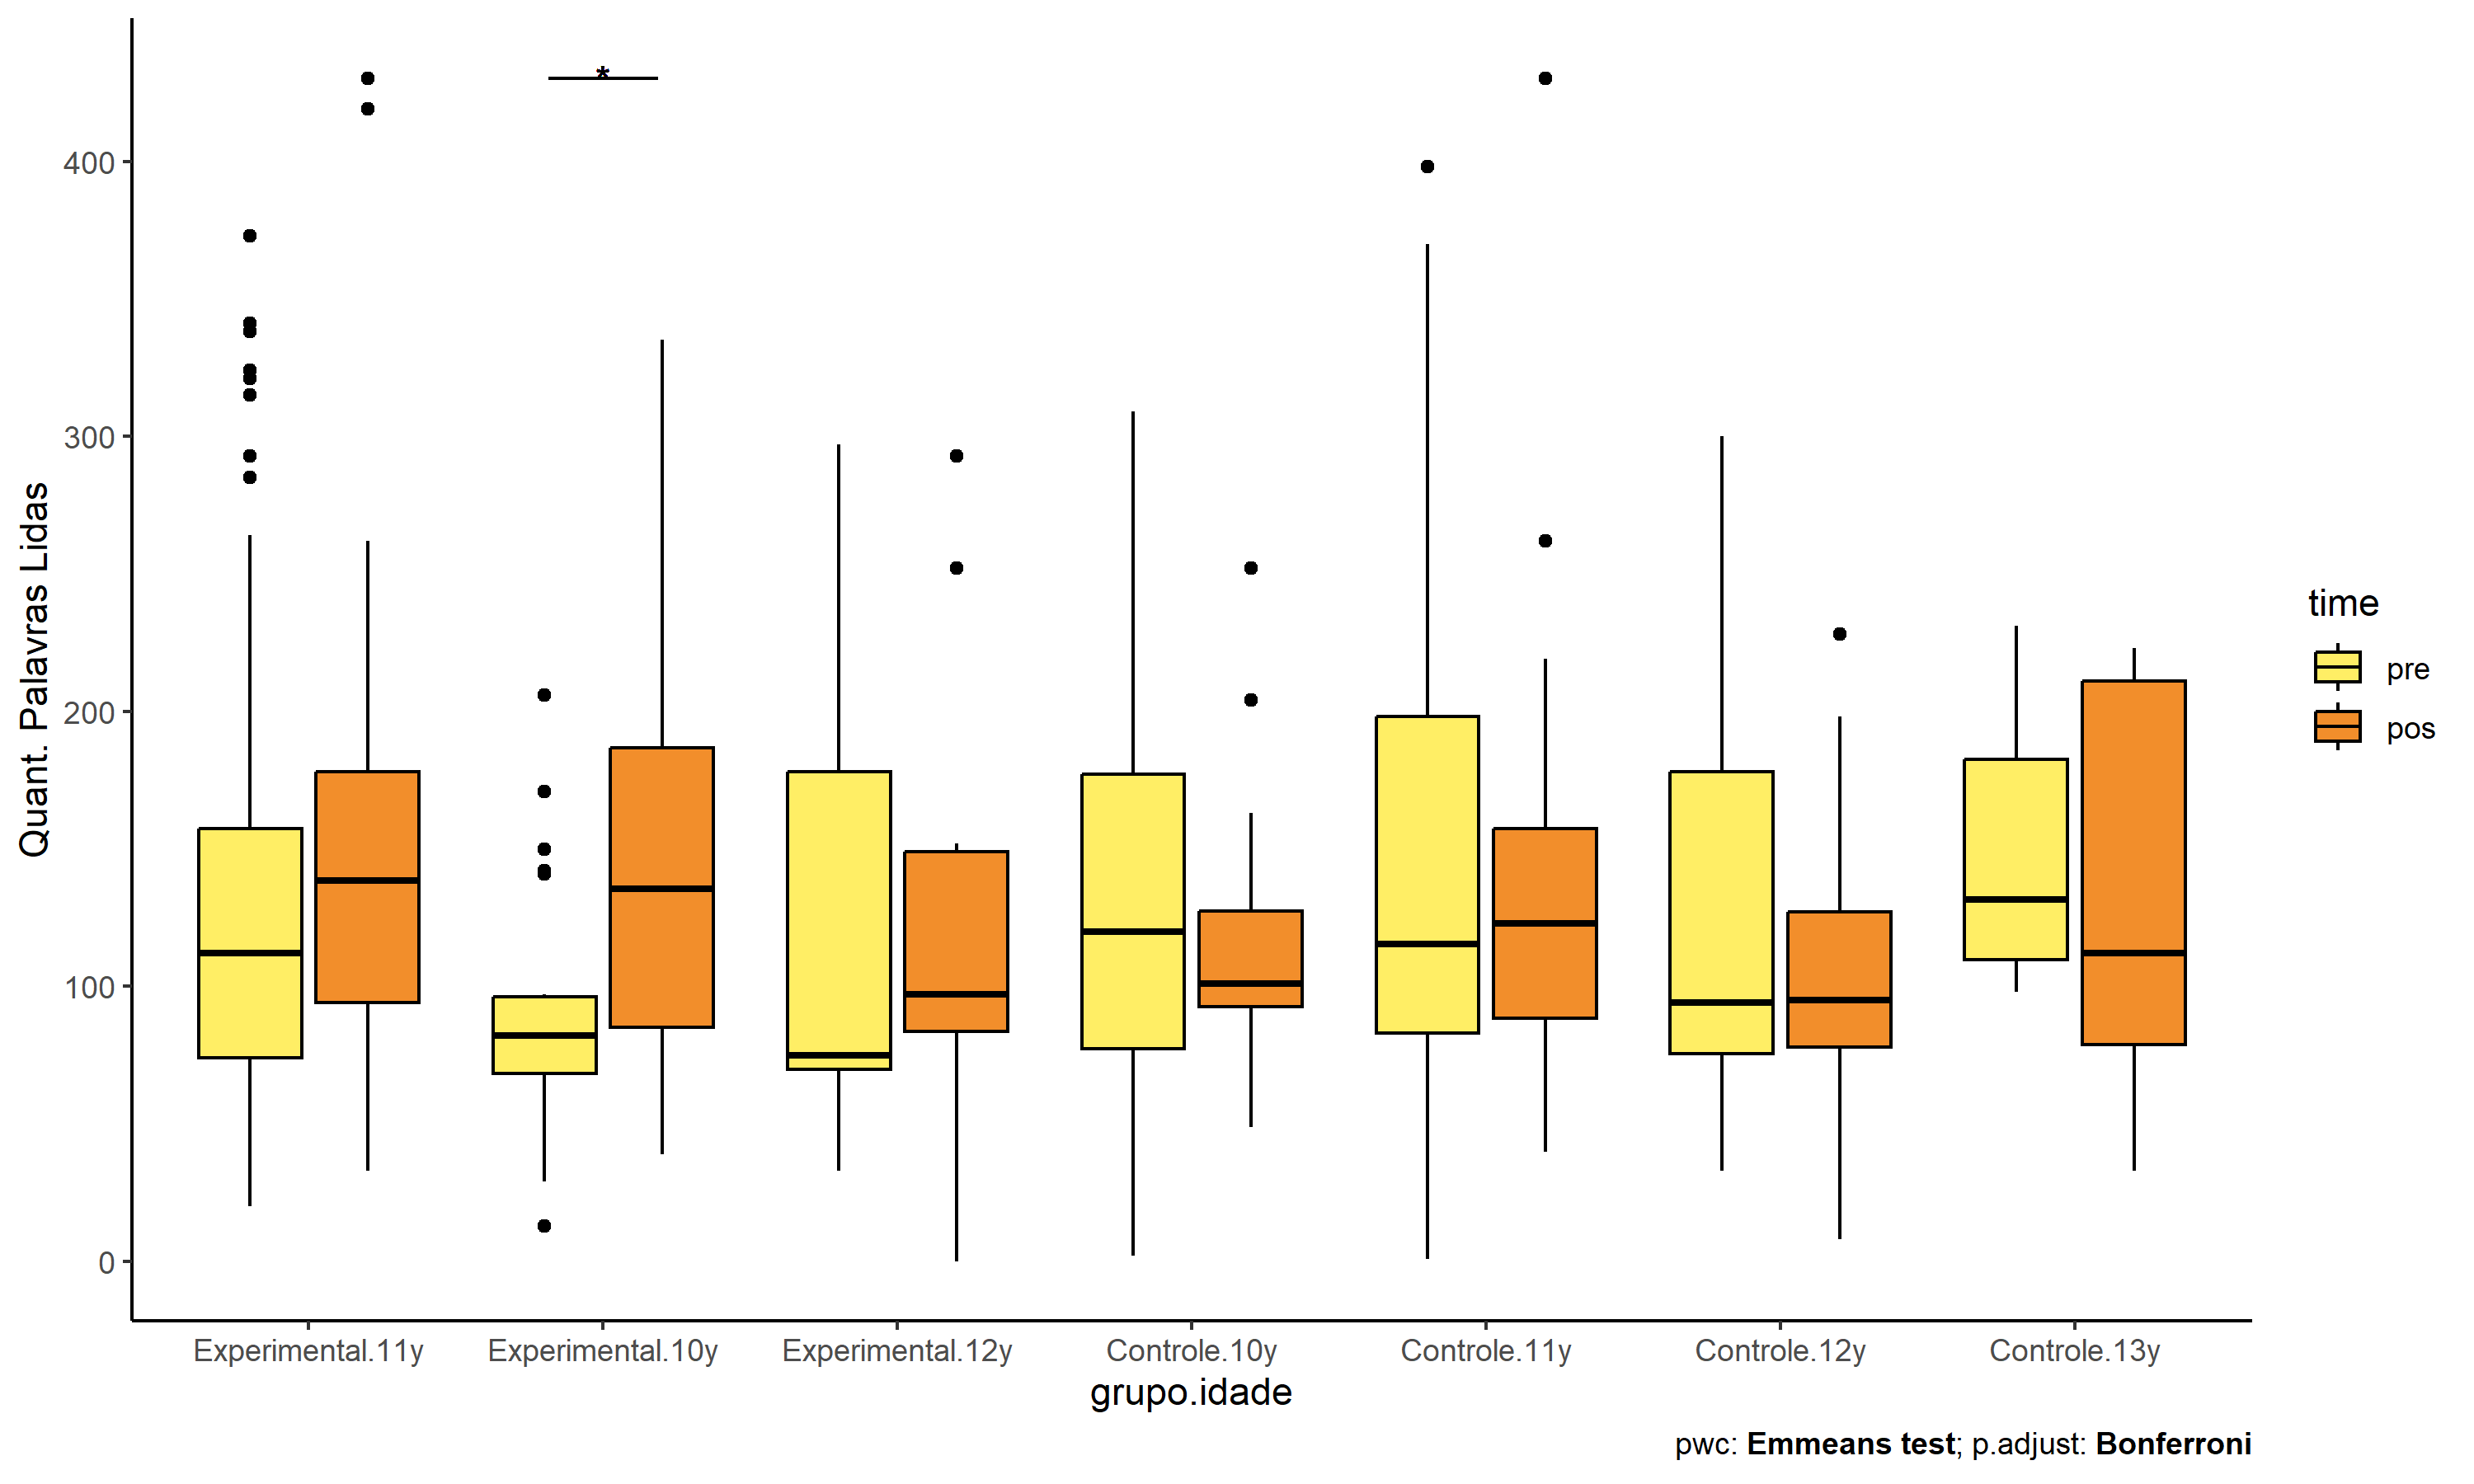 *
400
300
200
100
0
Quant. Palavras Lidas
Experimental.11y Experimental.10y Experimental.12y Controle.10y Controle.11y Controle.12y Controle.13y
grupo.idade
time
pre
pos
pwc: Emmeans test; p.adjust: Bonferroni